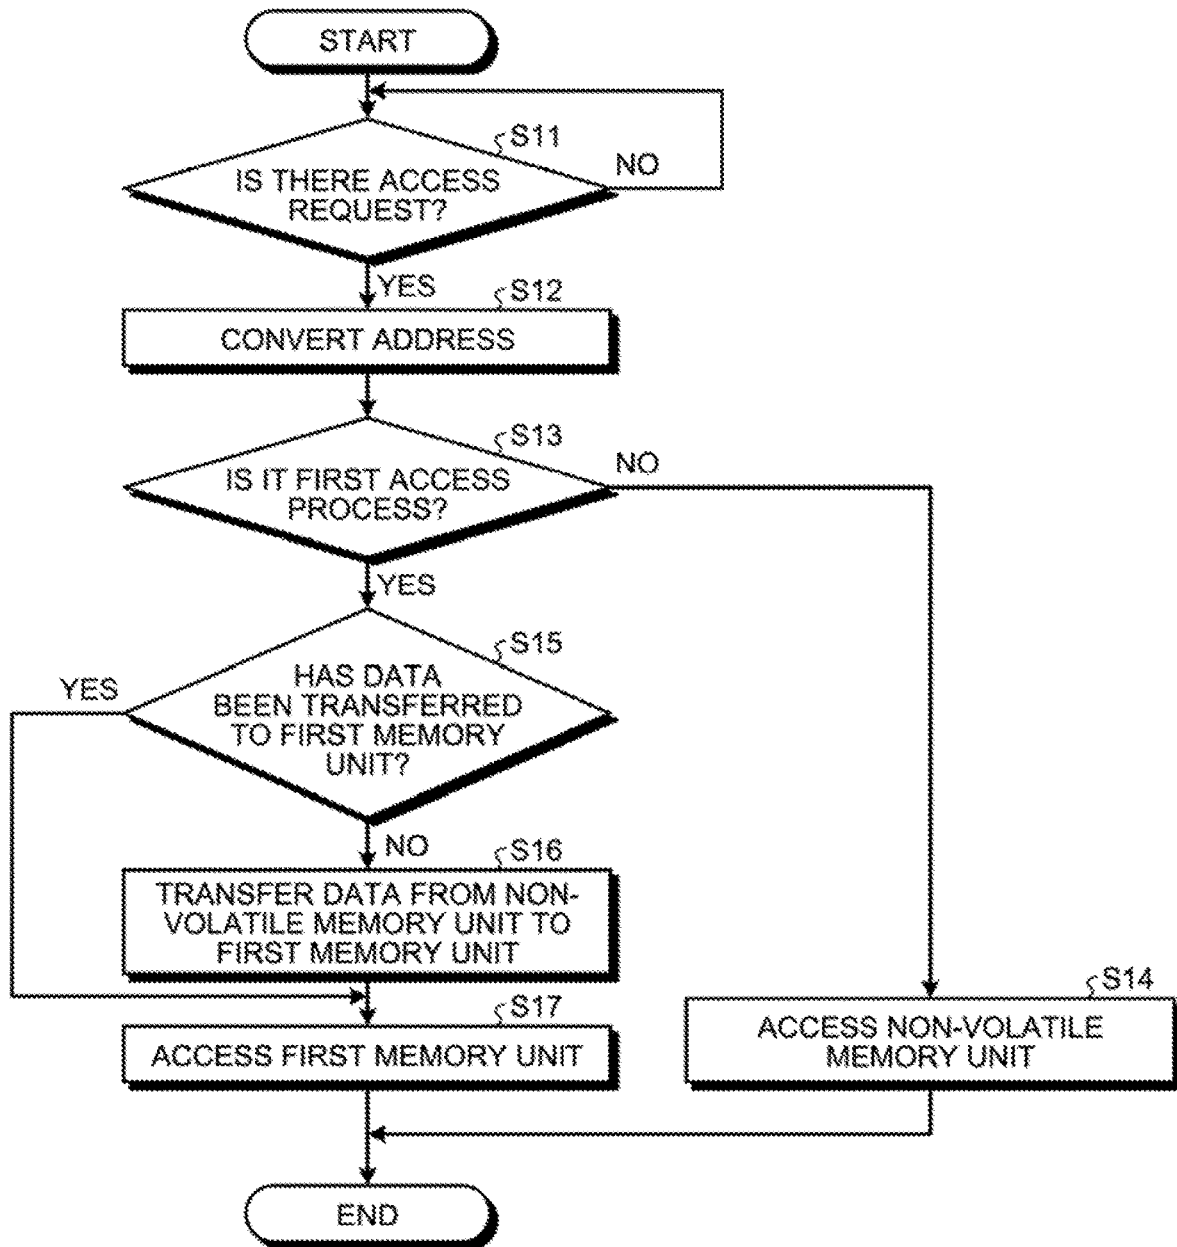 START
S11
IS THERE ACCESS
REQUEST?
NO
YES
S12
CONVERT ADDRESS
S13
IS IT FIRST ACCESS
PROCESS?
NO
YES
S15
HAS DATA
BEEN TRANSFERRED
TO FIRST MEMORY
UNIT?
YES
NO
S16
TRANSFER DATA FROM NON-
VOLATILE MEMORY UNIT TO
FIRST MEMORY UNIT
S17
ACCESS FIRST MEMORY UNIT
S14
ACCESS NON-VOLATILE
MEMORY UNIT
END